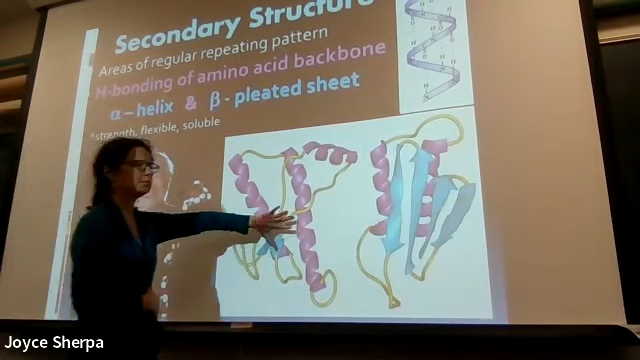 Secondary Structure
Areas of regular repeating pattern
H-bonding of amino acid backbone
α – helix & β - pleated sheet
*strength, flexible, soluble
Joyce Sherpa